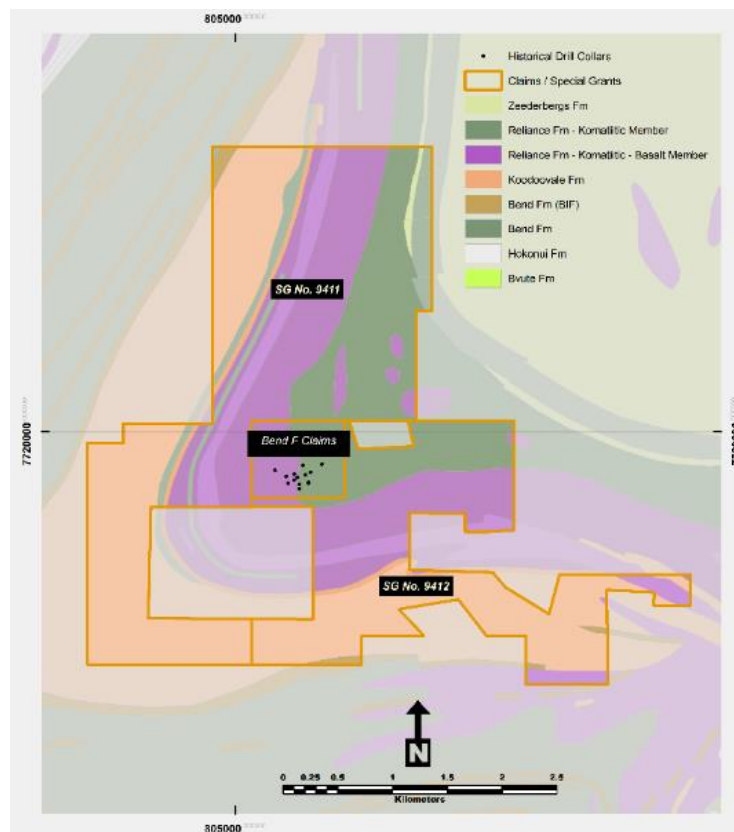 805000
Historical Drill Collars
Claims / Special Grants
Zeederbergs Fm
Reliance Fm - Komatiitic Member
Reliance Fm - Komatiitic - Basalt Member
Koodoovale Fm
Bend Fm (BIF)
Bend Fm
Hokonui Fm
Bvute Fm
SG No. 9411
7720000
Bend F Claims
SG No. 9412
N
0 0.25 0.5 1 1.5 2 2.5
Kilometers
805000